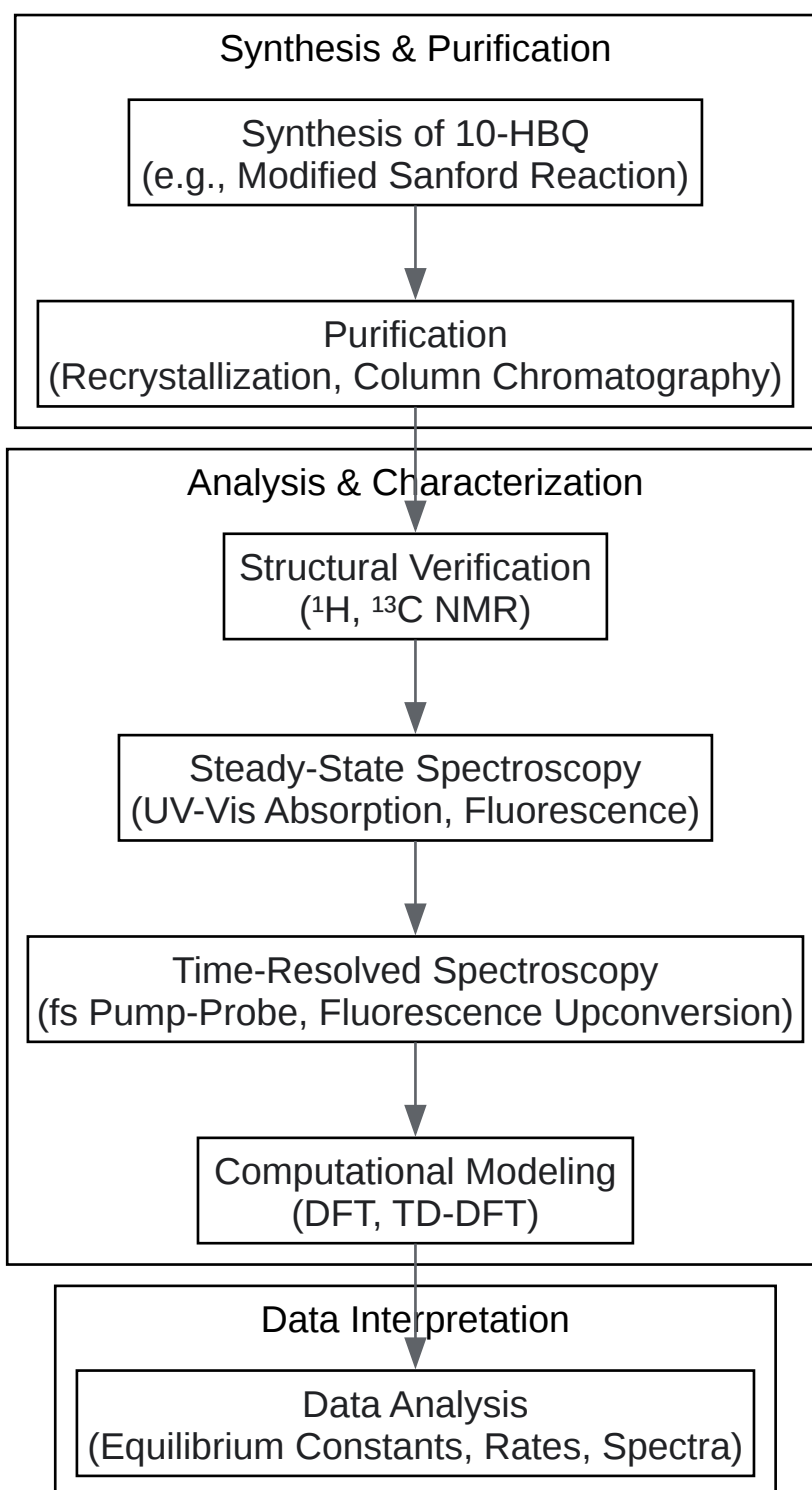 Synthesis & Purification
Synthesis of 10-HBQ
(e.g., Modified Sanford Reaction)
Purification
(Recrystallization, Column Chromatography)
Analysis & Characterization
Structural Verification
(¹H, ¹³C NMR)
Steady-State Spectroscopy
(UV-Vis Absorption, Fluorescence)
Time-Resolved Spectroscopy
(fs Pump-Probe, Fluorescence Upconversion)
Computational Modeling
(DFT, TD-DFT)
Data Interpretation
Data Analysis
(Equilibrium Constants, Rates, Spectra)